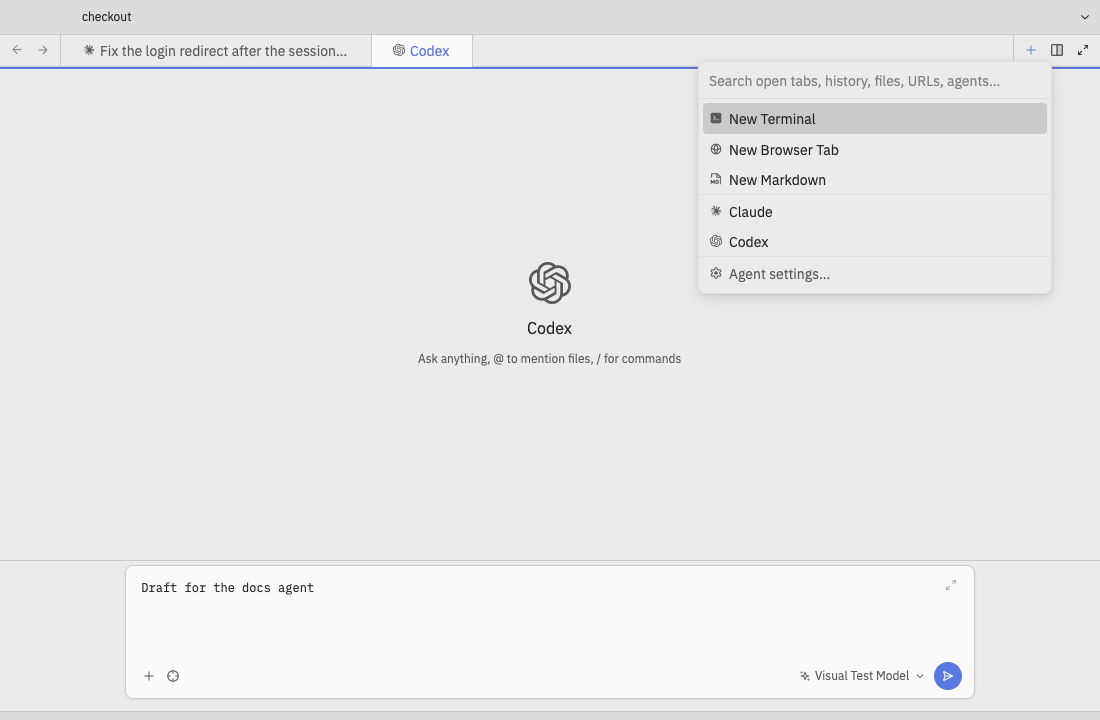 checkout
Fix the login redirect after the session...
Codex
Search open tabs, history, files, URLs, agents...
New Terminal
New Browser Tab
New Markdown
Claude
Codex
Agent settings...
Codex
Ask anything, @ to mention files, / for commands
Draft for the docs agent
Visual Test Model